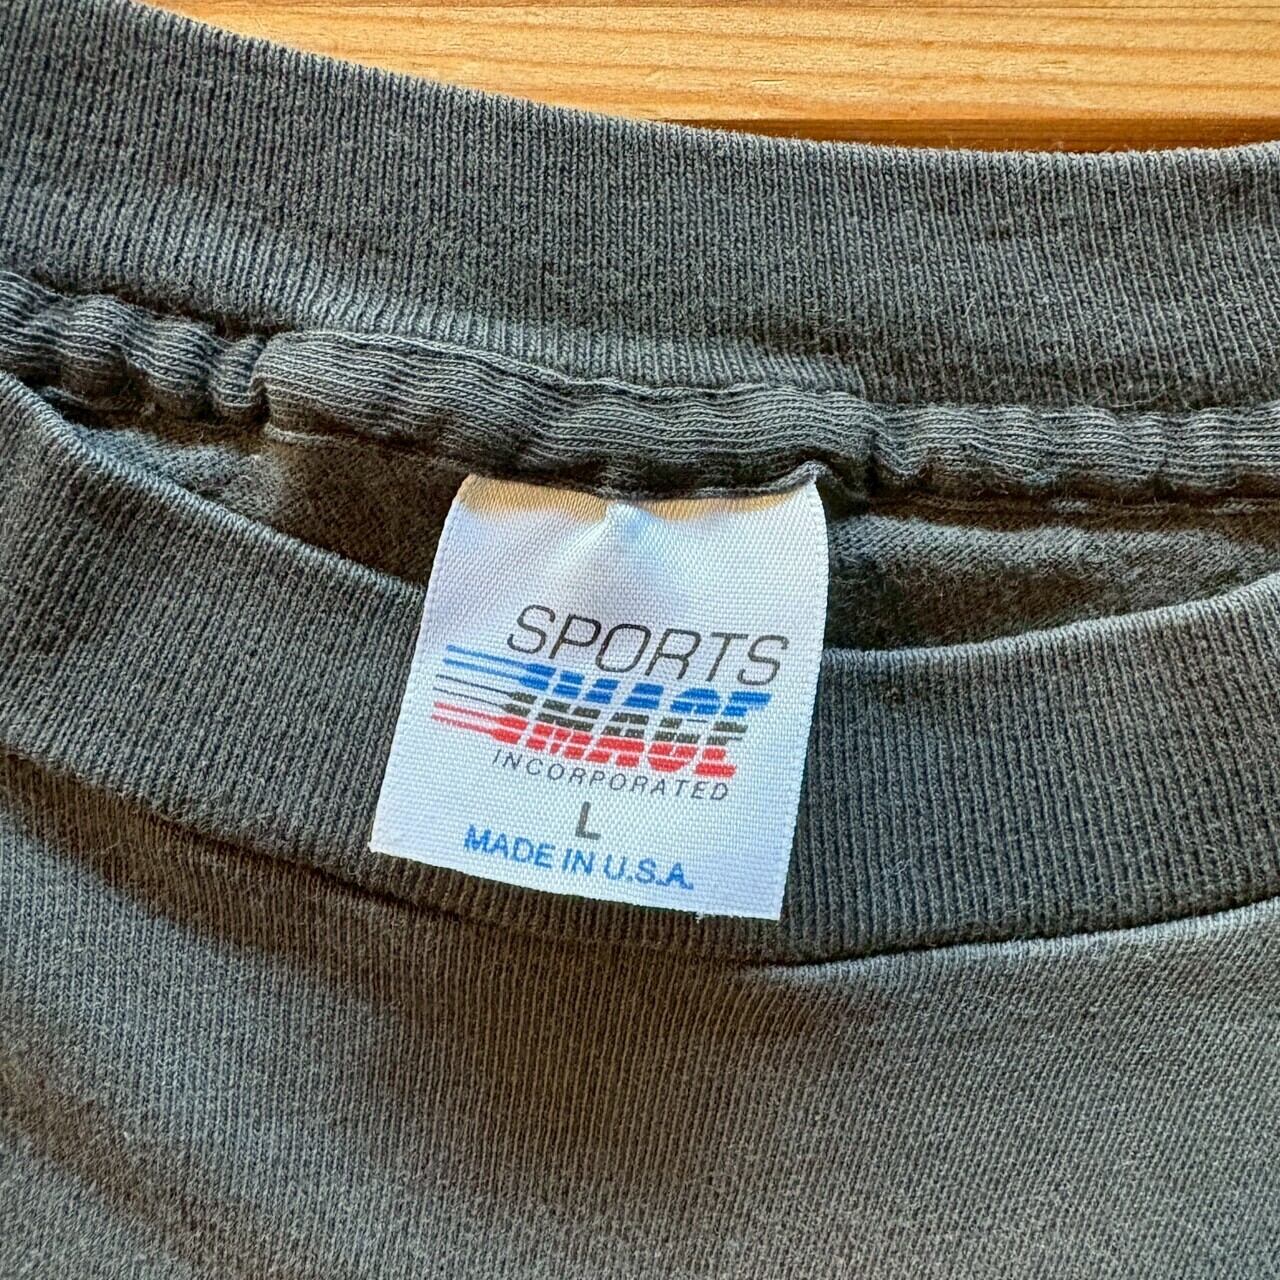 SPORTS
IMAGE
INCORPORATED
L
MADE IN U.S.A.